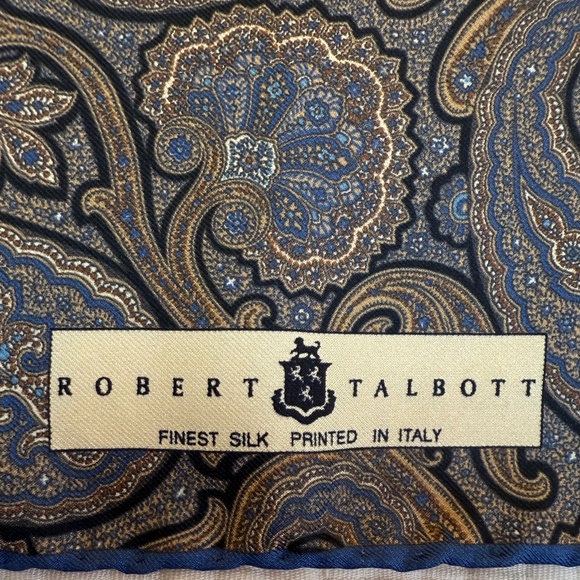 ROBERT TALBOTT
FINEST SILK PRINTED IN ITALY